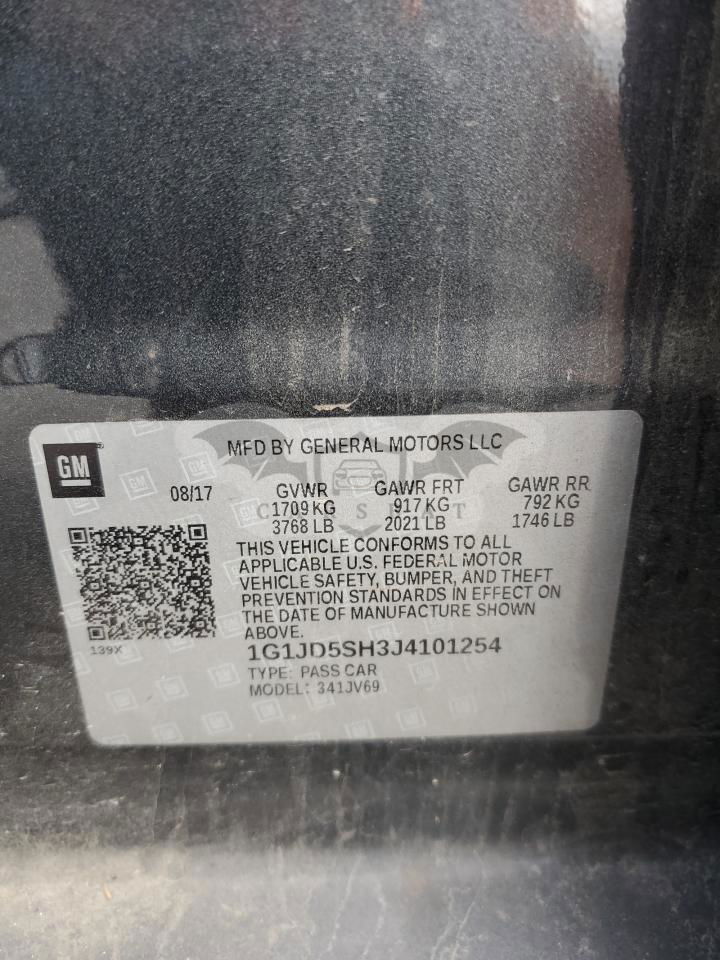 MFD BY GENERAL MOTORS LLC
GM
08/17 GVWR GAWR FRT GAWR RR
1709 KG 917 KG 792 KG
3768 LB 2021 LB 1746 LB
THIS VEHICLE CONFORMS TO ALL
APPLICABLE U.S. FEDERAL MOTOR
VEHICLE SAFETY, BUMPER, AND THEFT
PREVENTION STANDARDS IN EFFECT ON
THE DATE OF MANUFACTURE SHOWN
ABOVE.
139X
1G1JD5SH3J4101254
TYPE: PASS CAR
MODEL: 341JV69